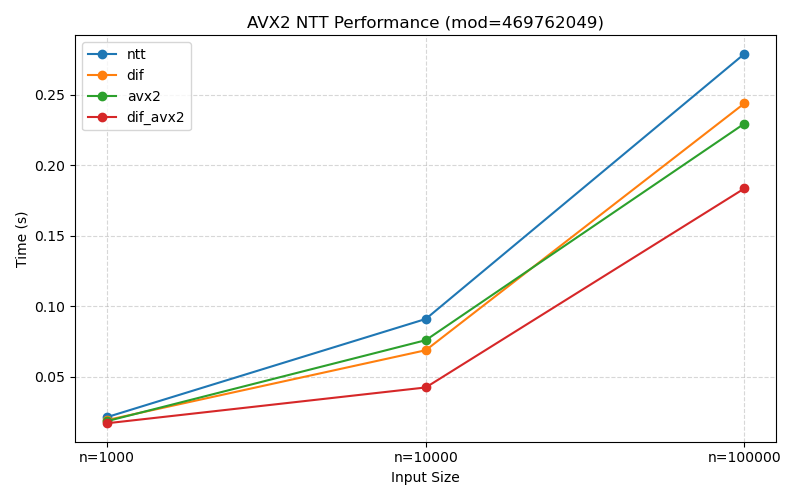 AVX2 NTT Performance (mod=469762049)
ntt
dif
avx2
dif_avx2
0.25
0.20
0.15
0.10
0.05
Time (s)
n=1000
n=10000
n=100000
Input Size